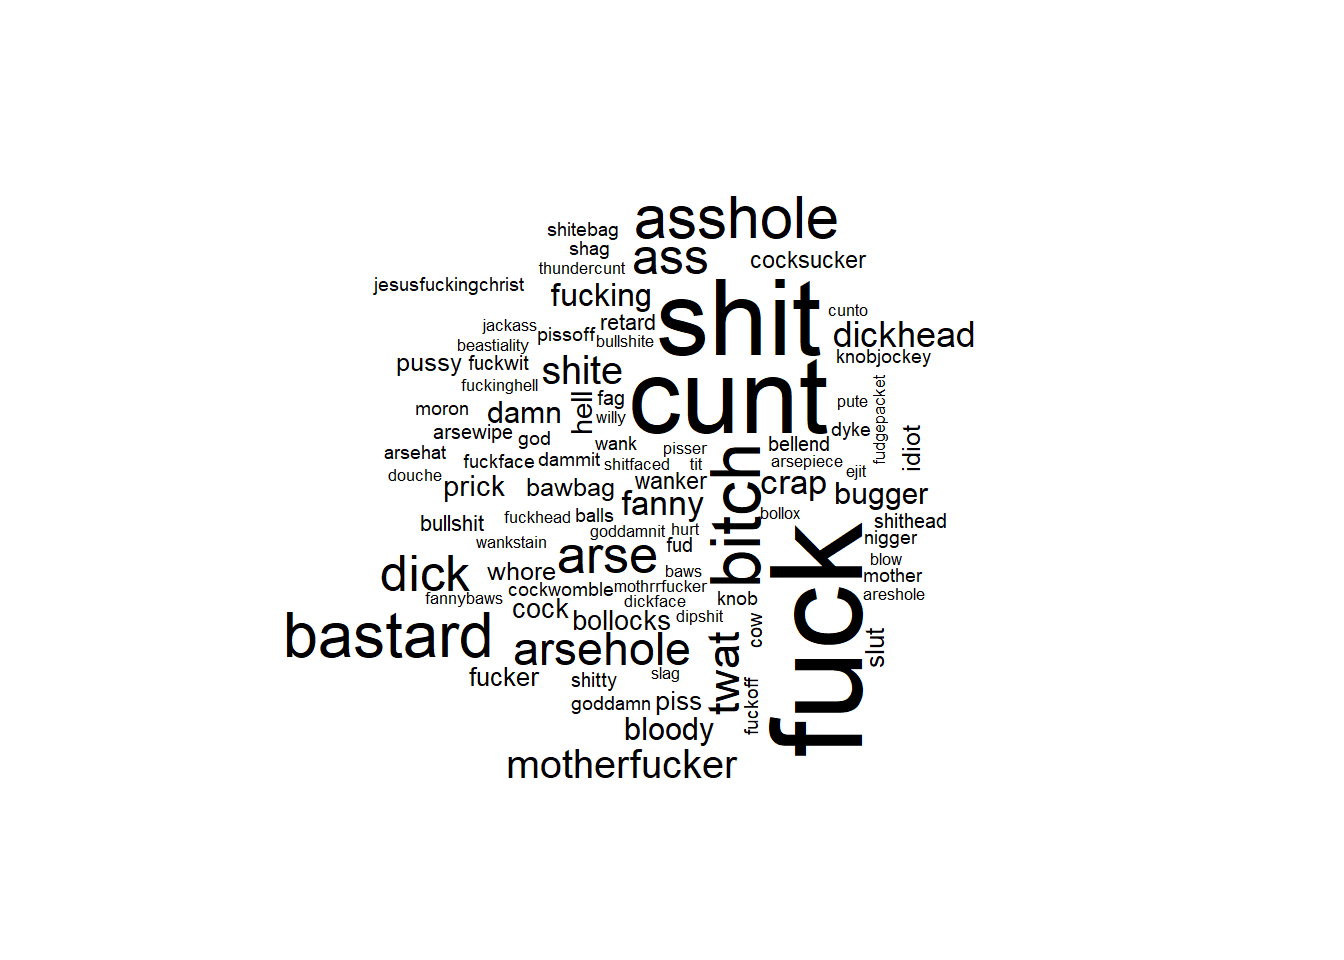 asshole
shitebag
shag
ass
cocksucker
thundercunt
jesusfuckingchrist
fucking
shit
cunto
jackass
pissoff
retard
bullshite
dickhead
beastiality
knobjockey
pussy
fuckwit
shite
cunt
fuckinghell
hell
fag
pute
fudgepacket
moron
damn
willy
dyke
arsewipe
god
wank
pisser
bellend
idiot
arsehat
fuckface
dammit
shitfaced
tit
bitch
arsepiece
ejit
douche
prick
bawbag
wanker
crap
bugger
fanny
bullshit
fuckhead
balls
bollox
shithead
goddamnit
hurt
wankstain
arse
fud
fuck
nigger
blow
dick
whore
baws
mother
cockwomble
mothrrfucker
areshole
fannybaws
cock
dickface
knob
bollocks
dipshit
cow
bastard
arsehole
twat
slut
fucker
shitty
slag
fuckoff
goddamn
piss
bloody
motherfucker